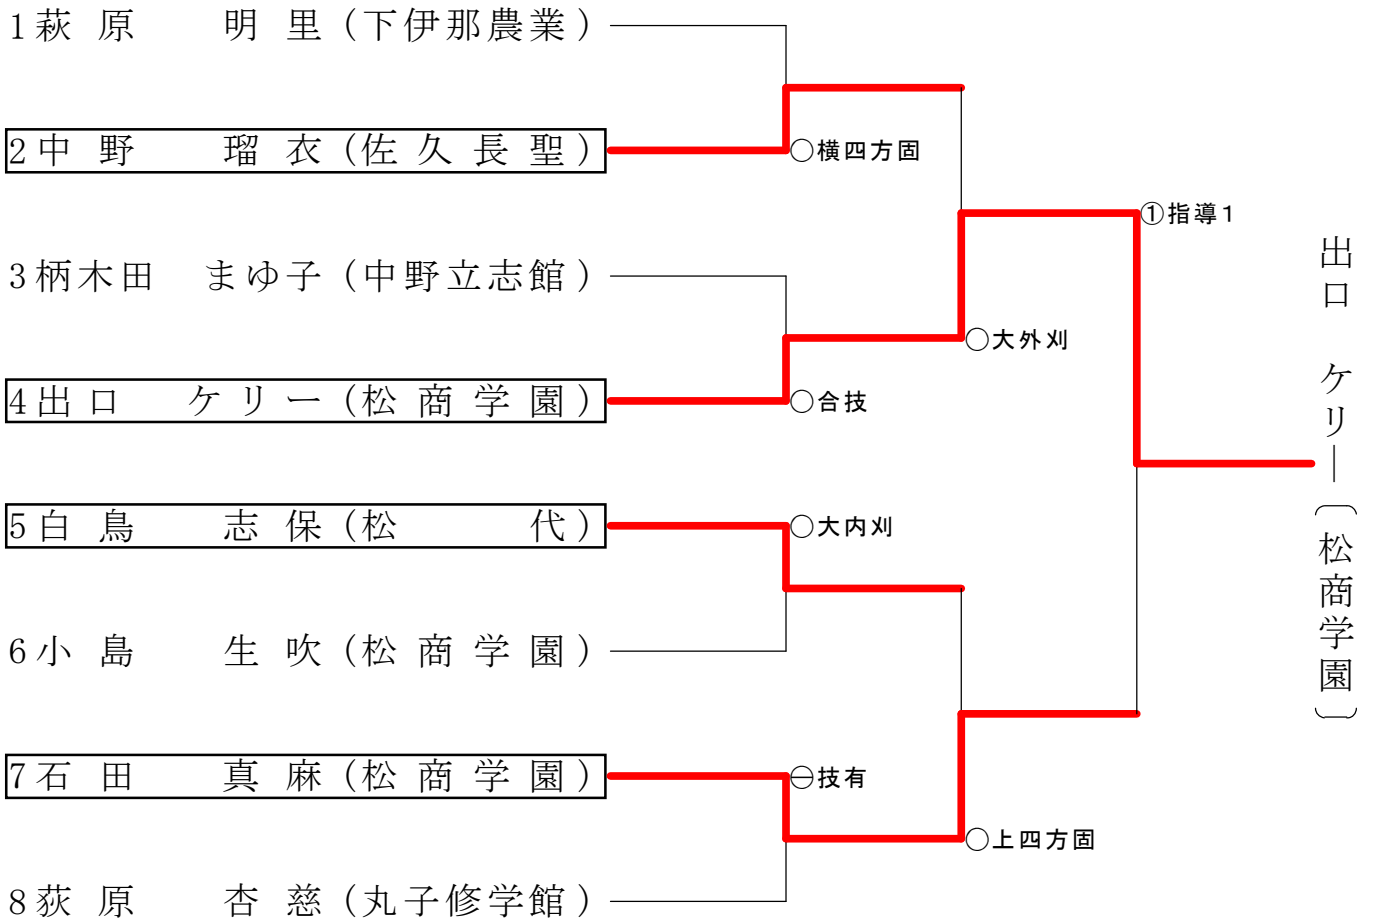 1萩原　明里(下伊那農業)
2中野　瑠衣(佐久長聖)
○横四方固
①指導1
3柄木田　まゆ子(中野立志館)
○大外刈
4出口　ケリー(松商学園)
○合技
出口　ケリー〔松商学園〕
5白鳥　志保(松代)
○大内刈
6小島　生吹(松商学園)
7石田　真麻(松商学園)
㊀技有
○上四方固
8荻原　杏慈(丸子修学館)